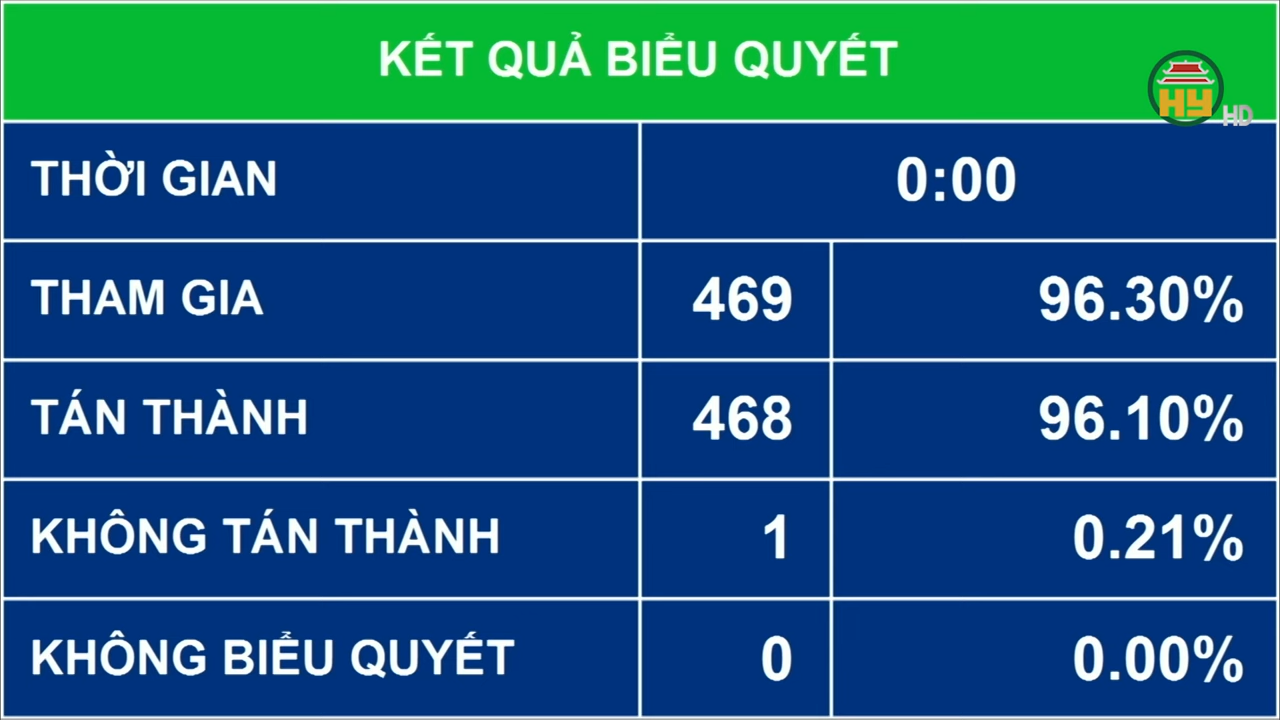 KẾT QUẢ BIỂU QUYẾT
HY HD
THỜI GIAN 0:00
THAM GIA 469 96.30%
TÁN THÀNH 468 96.10%
KHÔNG TÁN THÀNH 1 0.21%
KHÔNG BIỂU QUYẾT 0 0.00%